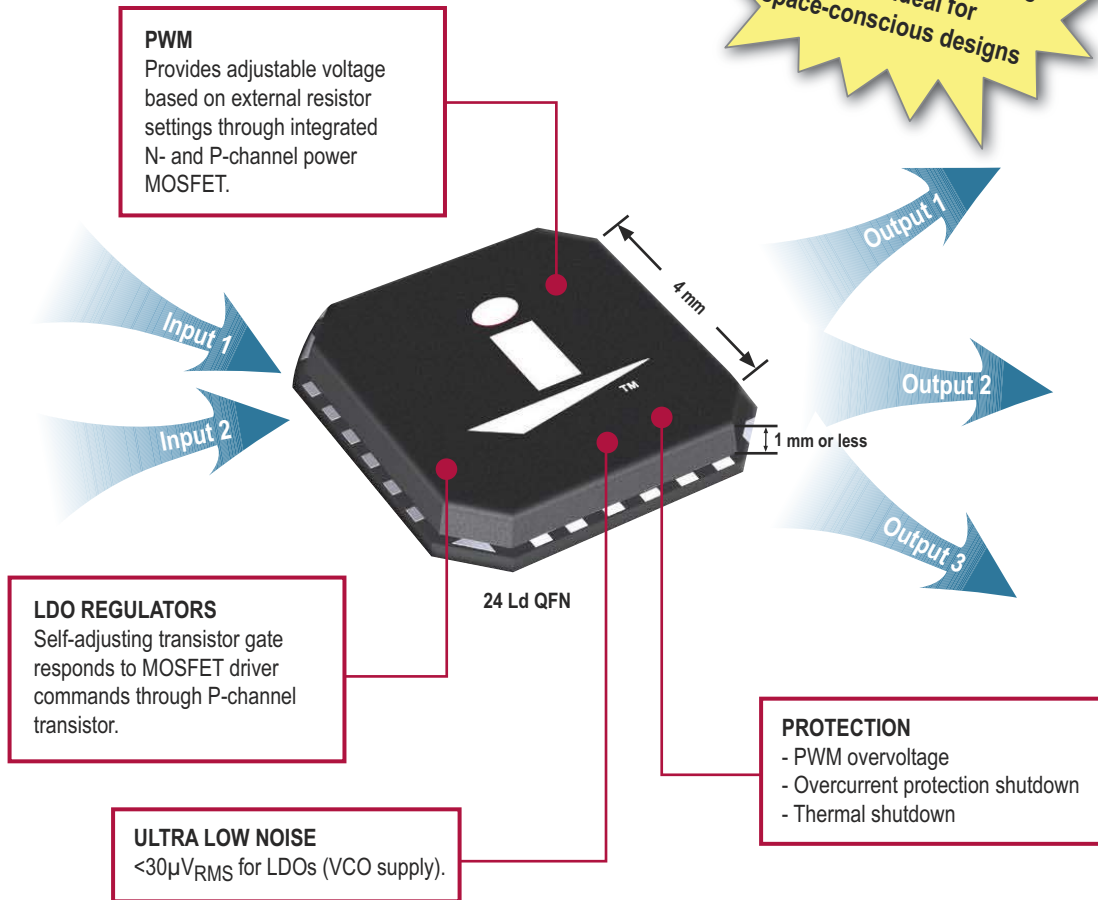 ideal for
space-conscious designs
PWM
Provides adjustable voltage
based on external resistor
settings through integrated
N- and P-channel power
MOSFET.
Input 1
Input 2
Output 1
Output 2
Output 3
4 mm
1 mm or less
TM
24 Ld QFN
LDO REGULATORS
Self-adjusting transistor gate
responds to MOSFET driver
commands through P-channel
transistor.
PROTECTION
- PWM overvoltage
- Overcurrent protection shutdown
- Thermal shutdown
ULTRA LOW NOISE
<30µVRMS for LDOs (VCO supply).